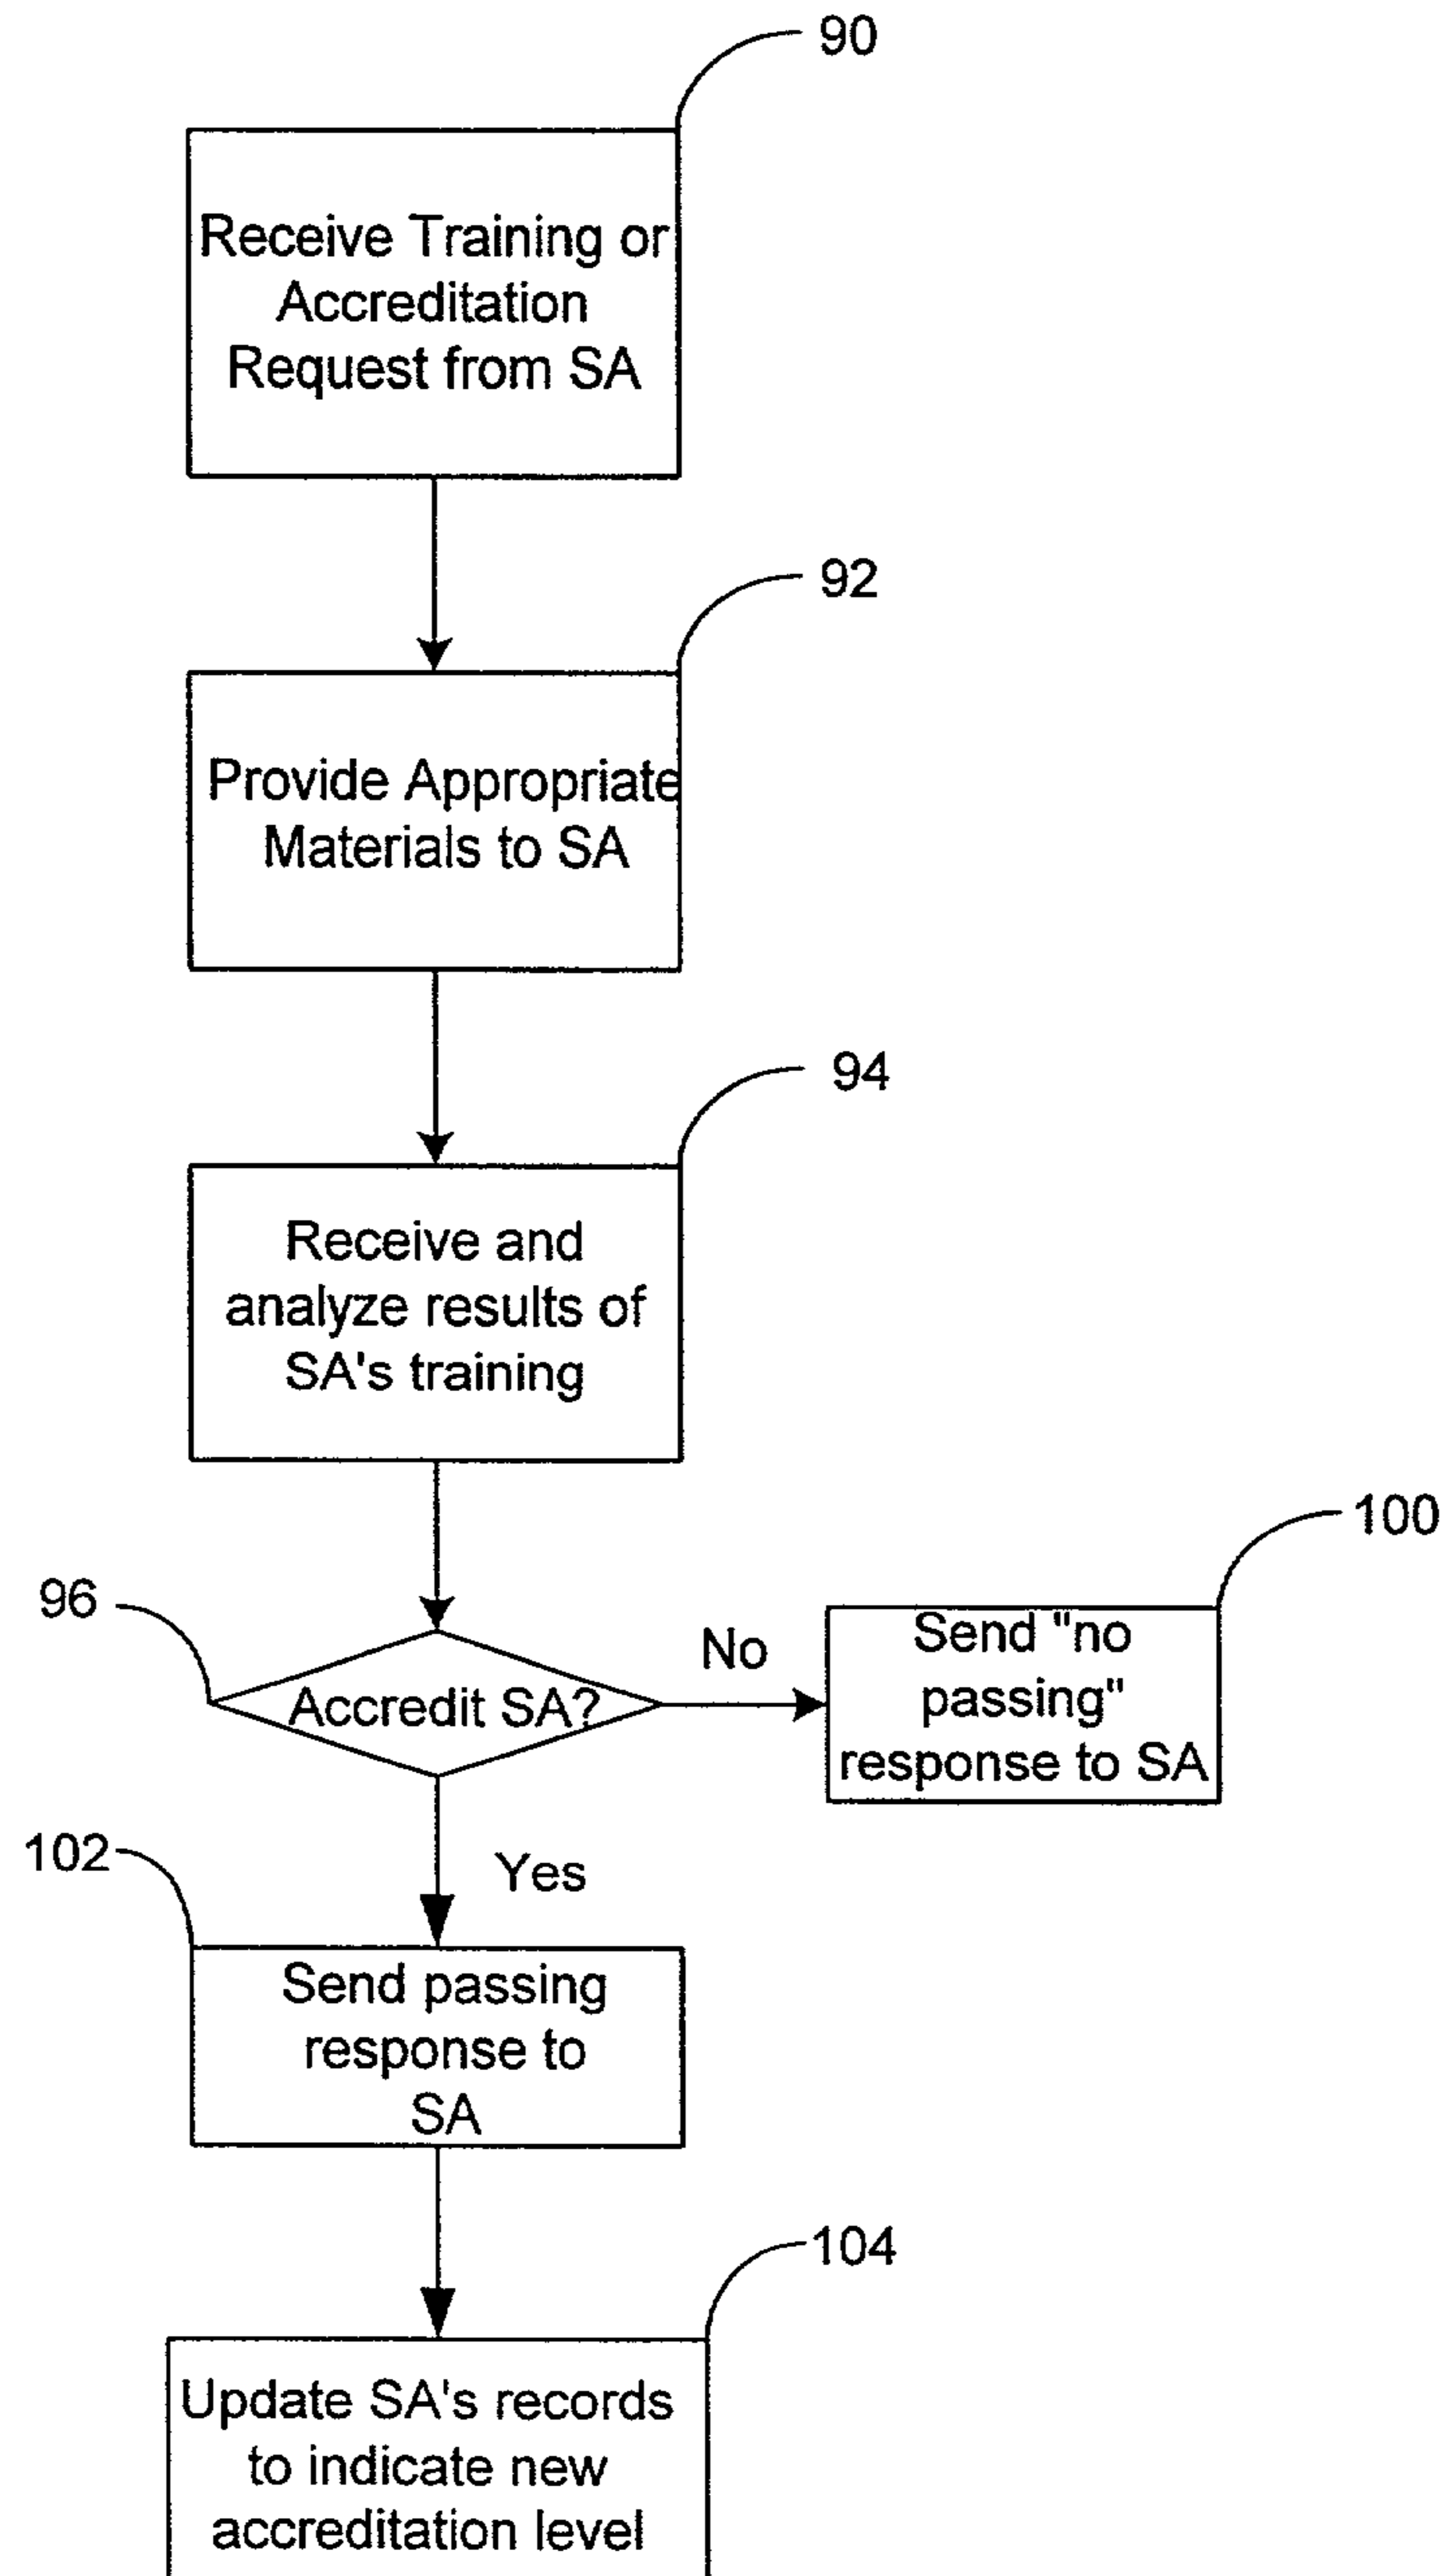 90
Receive Training or
Accreditation
Request from SA
92
Provide Appropriate
Materials to SA
94
Receive and
analyze results of
SA's training
100
96
No
Send "no
passing"
response to SA
Accredit SA?
102
Yes
Send passing
response to
SA
104
Update SA's records
to indicate new
accreditation level